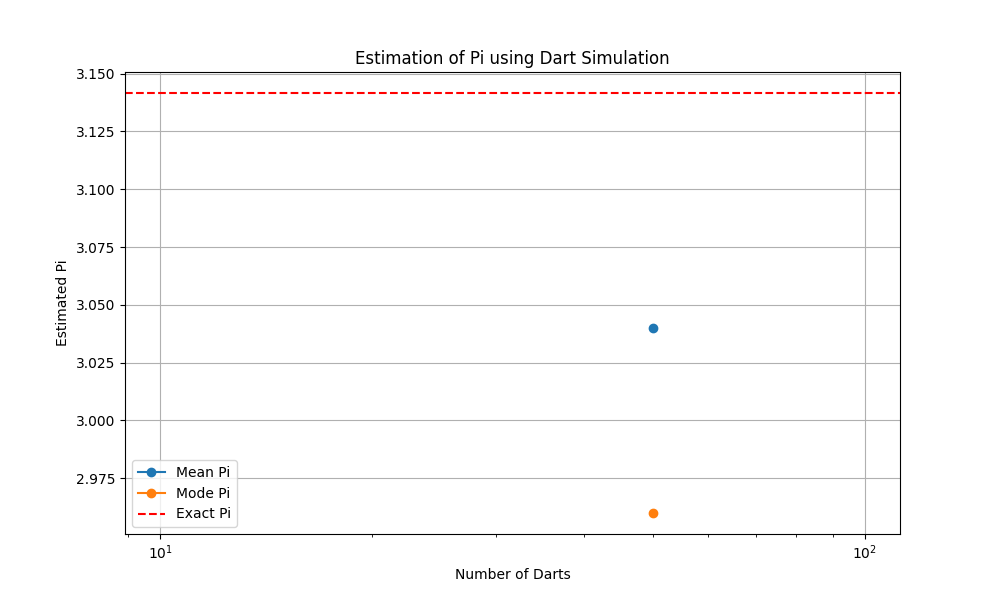 Estimation of Pi using Dart Simulation
Estimated Pi
3.150
3.125
3.100
3.075
3.050
3.025
3.000
2.975
Mean Pi
Mode Pi
Exact Pi
10¹
10²
Number of Darts